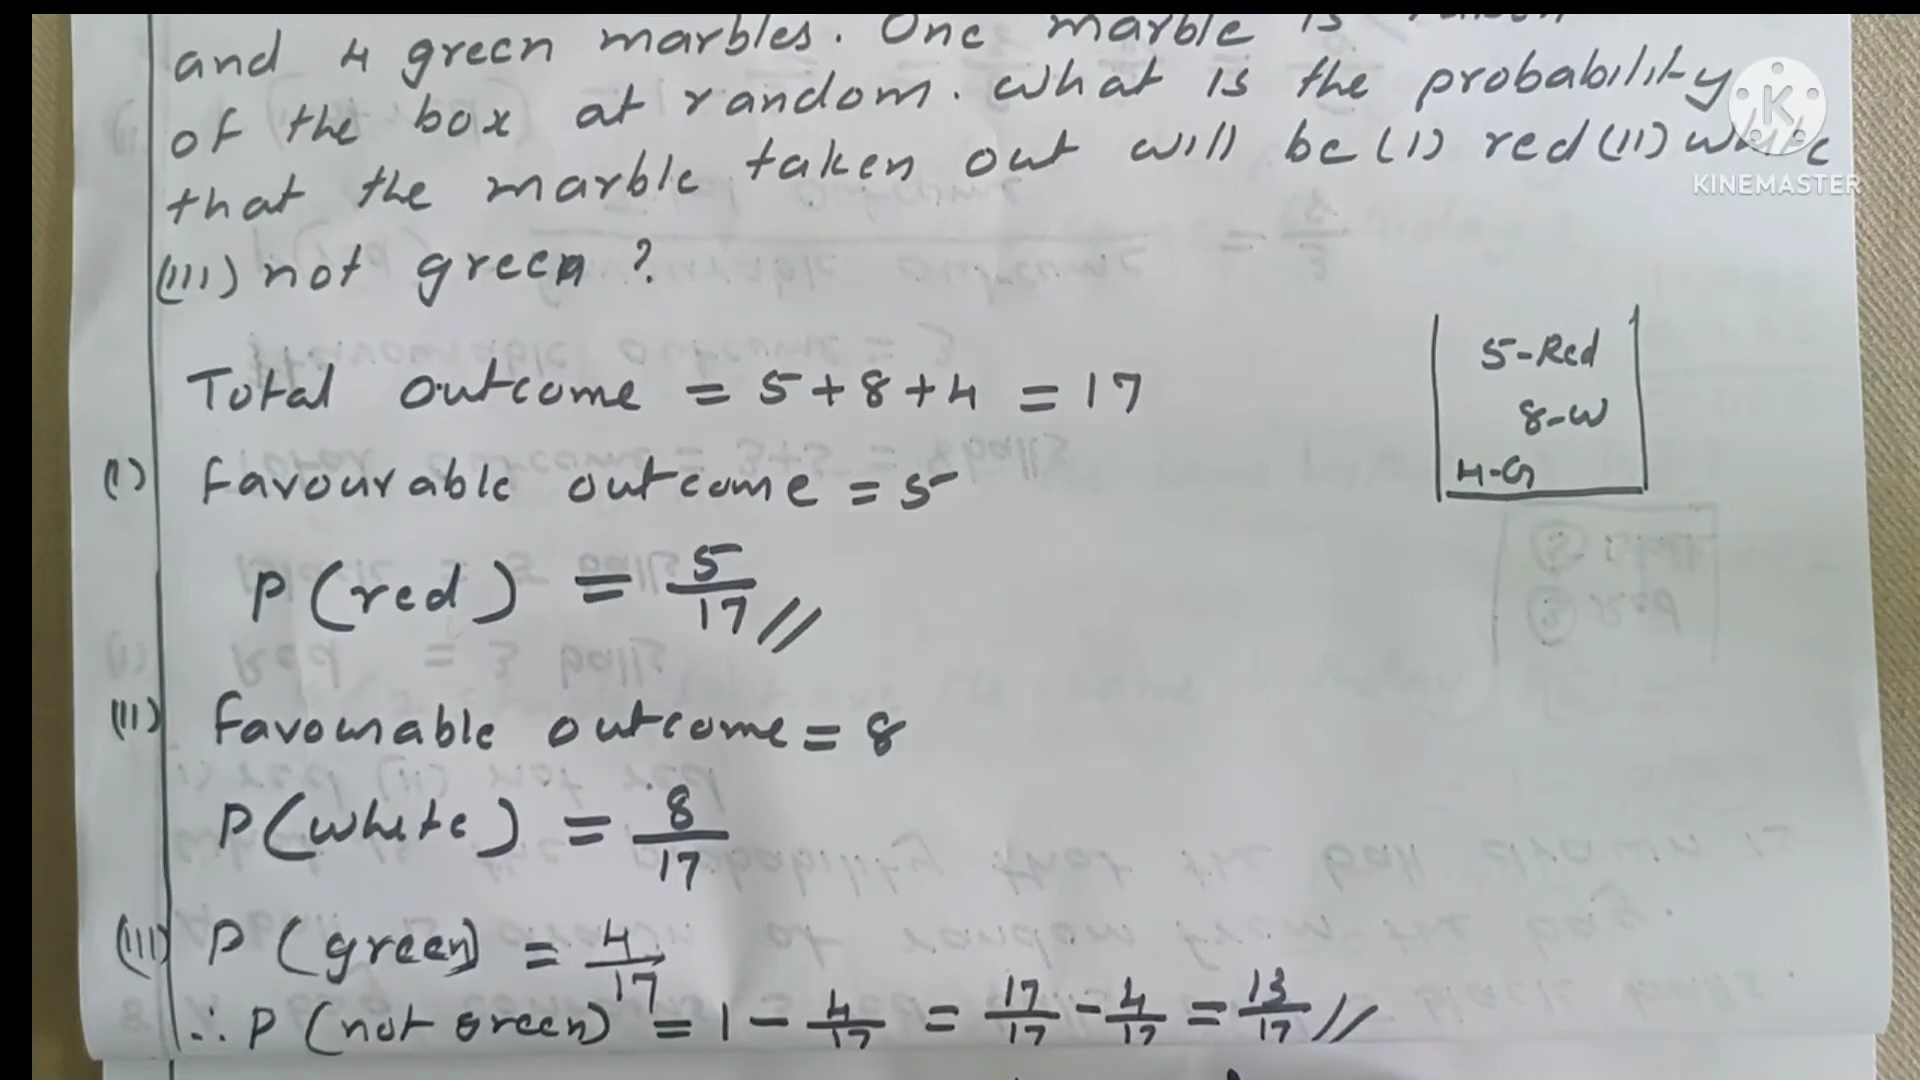 and 4 green marbles. One marble is
of the box at random. What is the probability
that the marble taken out will be (i) red (ii) white
(iii) not green ?
KINEMASTER
Total outcome = 5+8+4 = 17
5-Red
8-W
4-G
(i) favourable outcome = 5
P(red) = 5/17 //
(ii) favourable outcome = 8
P(white) = 8/17
(iii) P(green) = 4/17
∴ P(not green) = 1 - 4/17 = 17/17 - 4/17 = 13/17 //